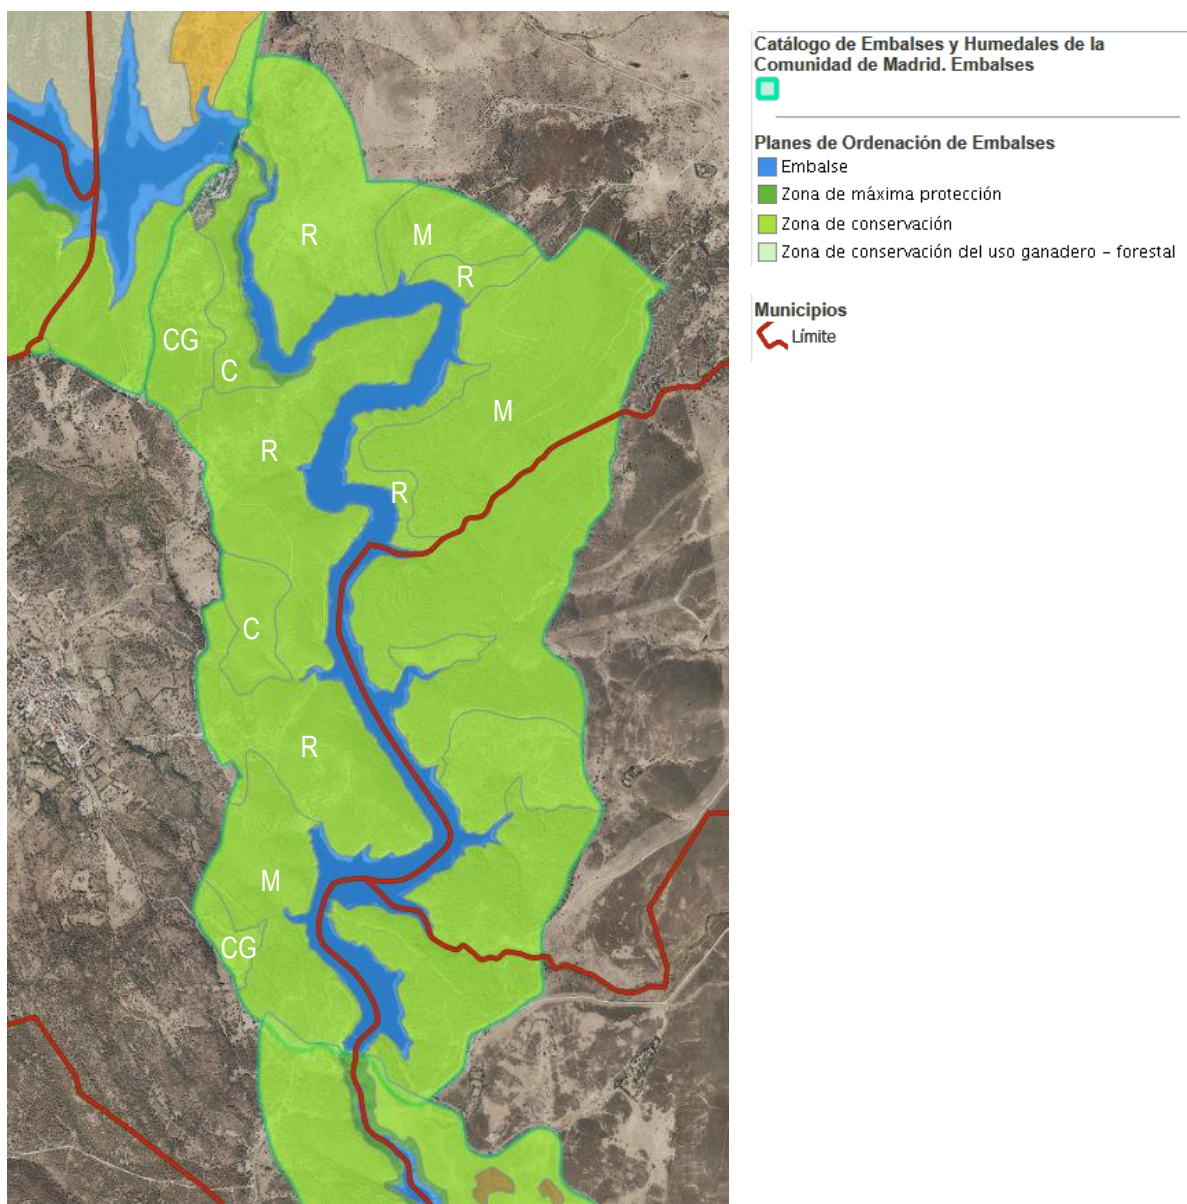 Catálogo de Embalses y Humedales de la
Comunidad de Madrid. Embalses
Planes de Ordenación de Embalses
Embalse
Zona de máxima protección
Zona de conservación
Zona de conservación del uso ganadero – forestal
Municipios
Límite
R
M
R
CG
C
M
R
R
C
R
M
CG